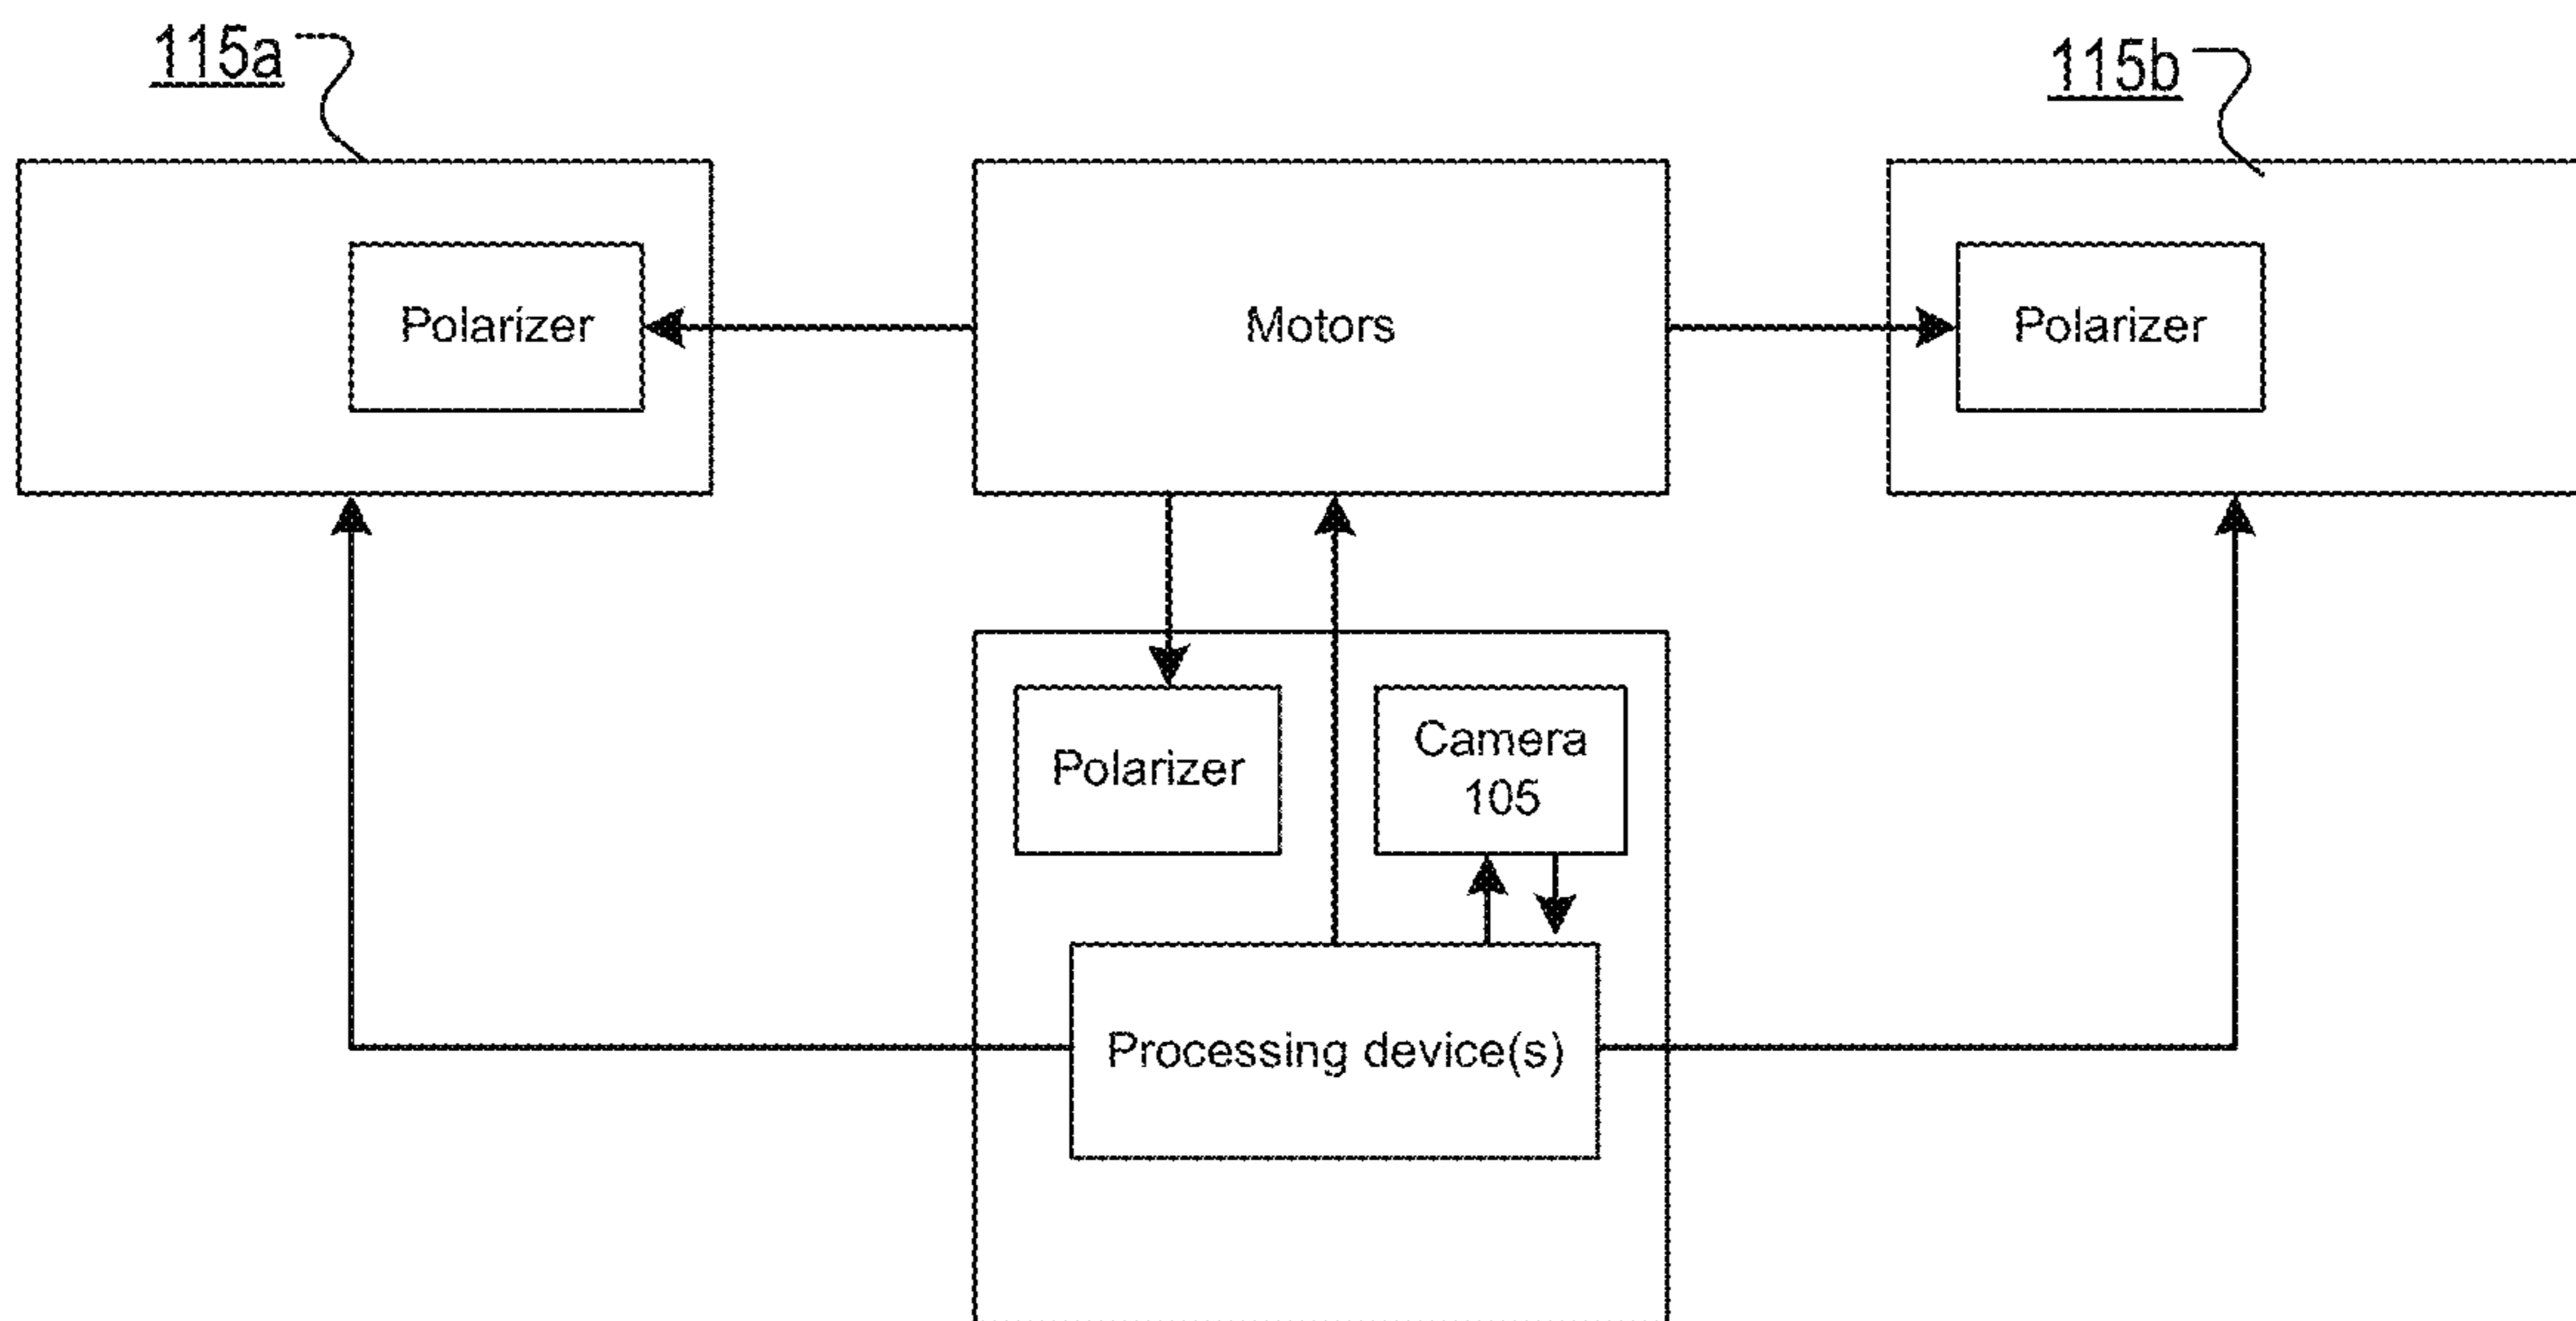 115a
115b
Polarizer
Motors
Polarizer
Polarizer
Camera
105
Processing device(s)